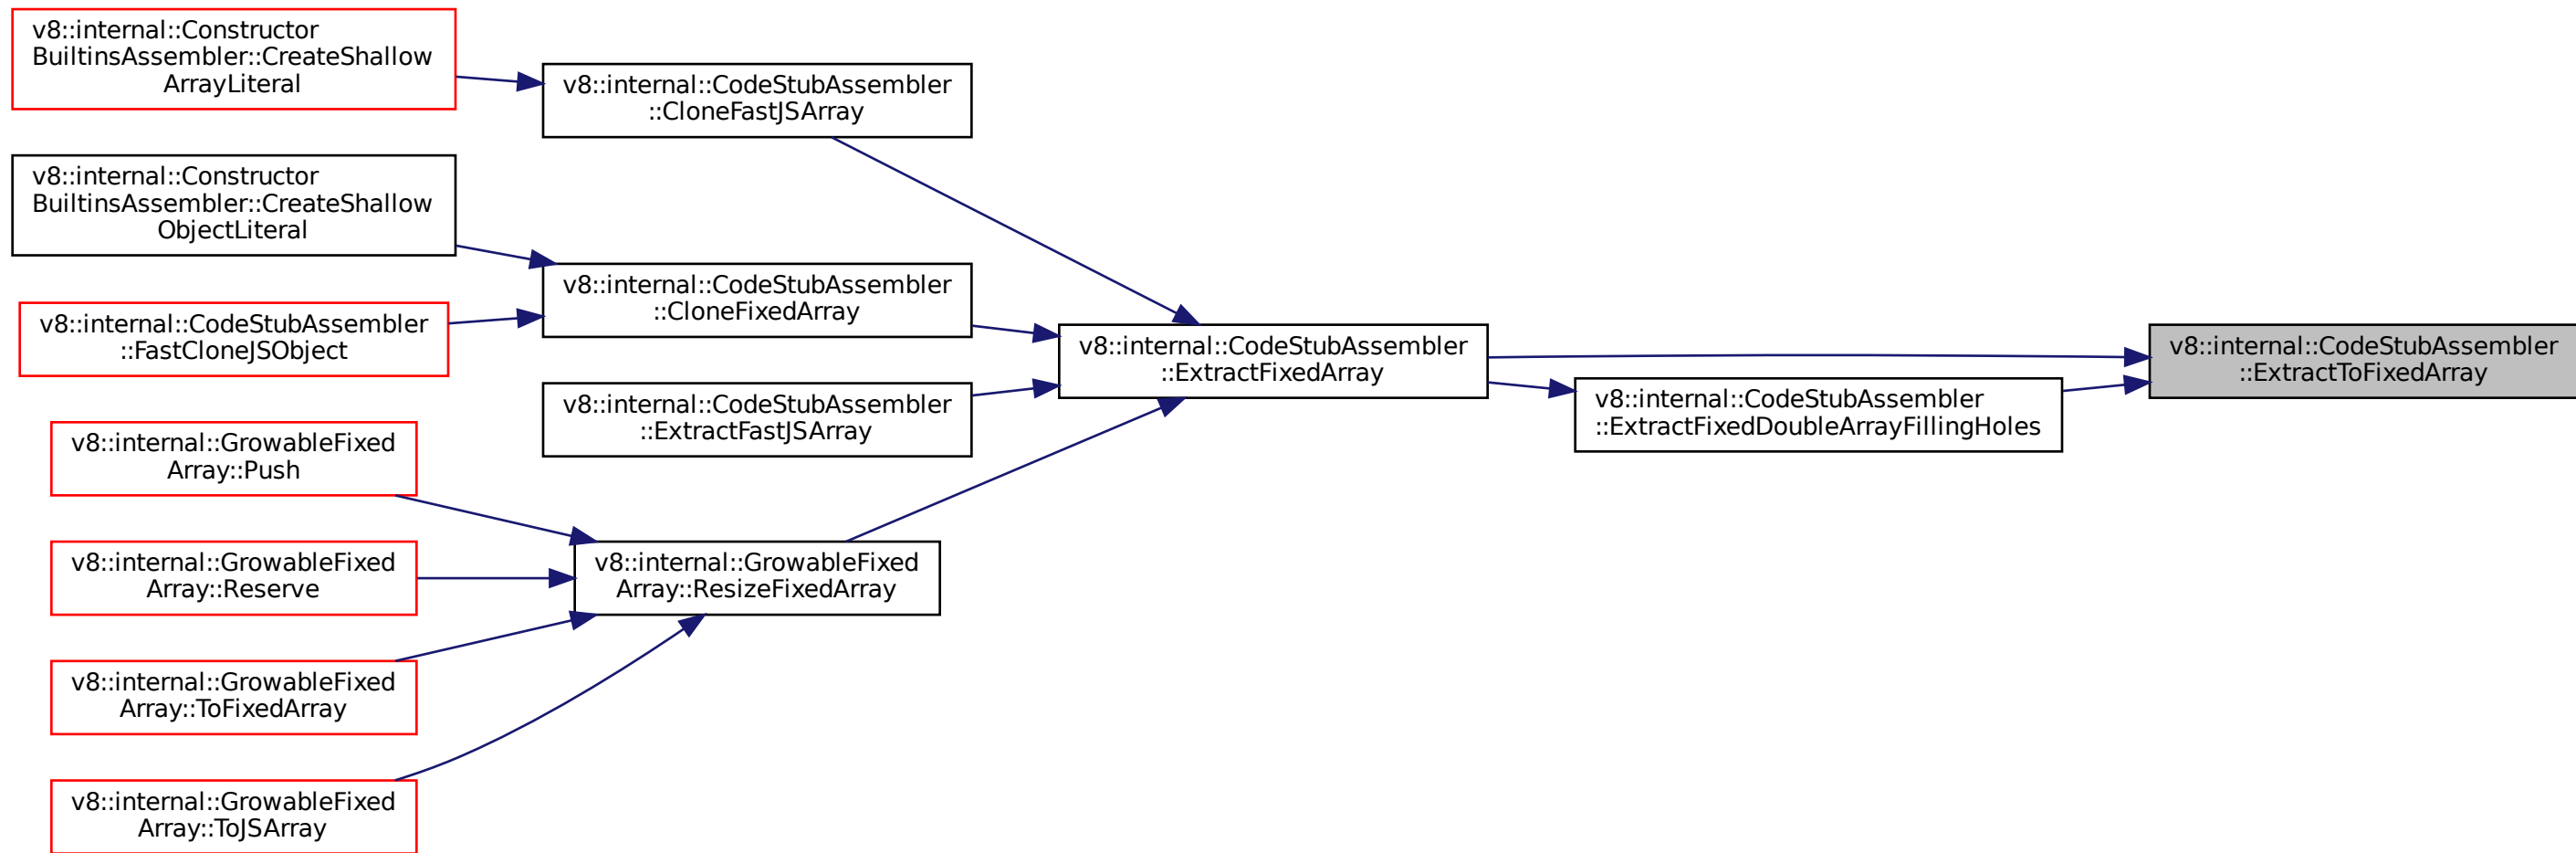 v8::internal::Constructor
BuiltinsAssembler::CreateShallow
ArrayLiteral
v8::internal::CodeStubAssembler
::CloneFastJSArray
v8::internal::Constructor
BuiltinsAssembler::CreateShallow
ObjectLiteral
v8::internal::CodeStubAssembler
::CloneFixedArray
v8::internal::CodeStubAssembler
::FastCloneJSObject
v8::internal::CodeStubAssembler
::ExtractFixedArray
v8::internal::CodeStubAssembler
::ExtractToFixedArray
v8::internal::CodeStubAssembler
::ExtractFastJSArray
v8::internal::CodeStubAssembler
::ExtractFixedDoubleArrayFillingHoles
v8::internal::GrowableFixed
Array::Push
v8::internal::GrowableFixed
Array::Reserve
v8::internal::GrowableFixed
Array::ResizeFixedArray
v8::internal::GrowableFixed
Array::ToFixedArray
v8::internal::GrowableFixed
Array::ToJSArray